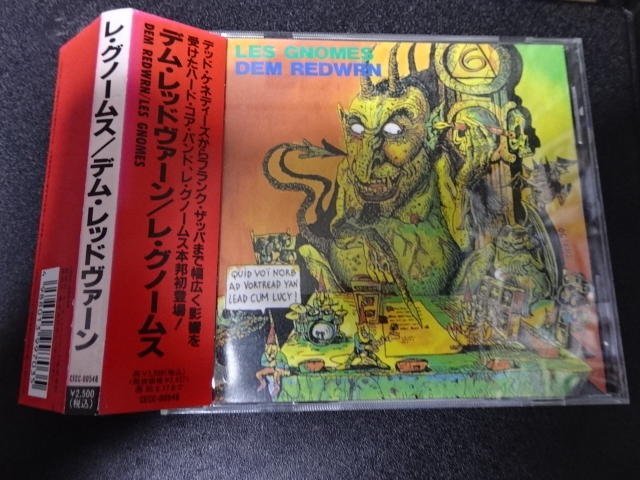 レ・グノームス/デム・レッドヴァーン
CECC-00548
¥2,500
(税込)
デッド・ケネディーズからフランク・ザッパまで幅広く影響を
受けたハード・コア・バンド、レ・グノームス本邦初登場!
デム・レッドヴァーン/レ・グノームス
DEM REDWRN/LES GNOMES
CECC-00548
LES GNOMES
DEM REDWRN
QUID VOÏ NORB
AD VORTREAD YAN
LEAD CUM LUCY!